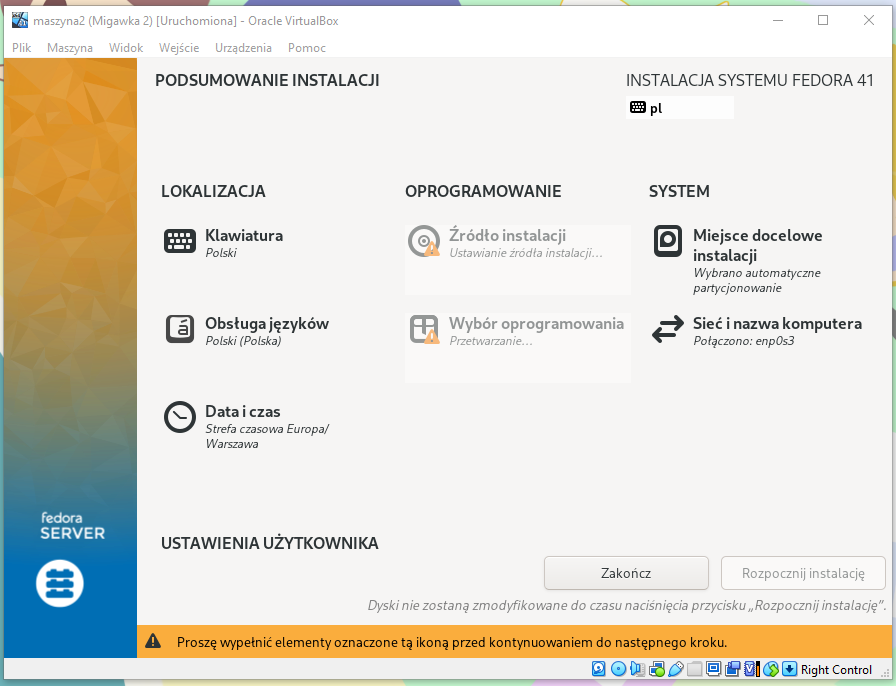 maszyna2 (Migawka 2) [Uruchomiona] - Oracle VirtualBox
Plik Maszyna Widok Wejście Urządzenia Pomoc
PODSUMOWANIE INSTALACJI
INSTALACJA SYSTEMU FEDORA 41
pl
LOKALIZACJA
Klawiatura
Polski
Obsługa języków
Polski (Polska)
Data i czas
Strefa czasowa Europa/
Warszawa
OPROGRAMOWANIE
Źródło instalacji
Ustawianie źródła instalacji...
Wybór oprogramowania
Przetwarzanie...
SYSTEM
Miejsce docelowe
instalacji
Wybrano automatyczne
partycjonowanie
Sieć i nazwa komputera
Połączono: enp0s3
USTAWIENIA UŻYTKOWNIKA
fedora
SERVER
Zakończ
Rozpocznij instalację
Dyski nie zostaną zmodyfikowane do czasu naciśnięcia przycisku „Rozpocznij instalację”.
Proszę wypełnić elementy oznaczone tą ikoną przed kontynuowaniem do następnego kroku.
Right Control